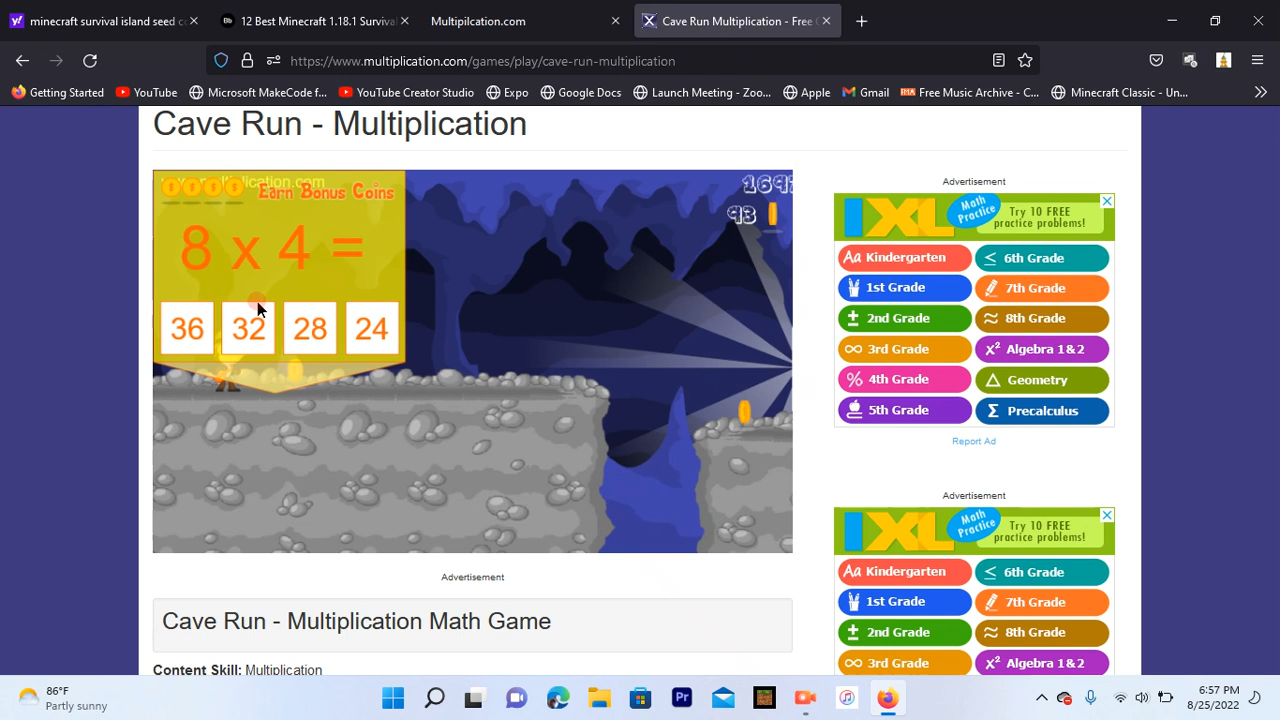 minecraft survival island seed c
12 Best Minecraft 1.18.1 Survival
Multipilcation.com
Cave Run Multiplication - Free
https://www.multiplication.com/games/play/cave-run-multiplication
Getting Started
YouTube
Microsoft MakeCode f...
YouTube Creator Studio
Expo
Google Docs
Launch Meeting - Zoo...
Apple
Gmail
Free Music Archive - C...
Minecraft Classic - Un...
Cave Run - Multiplication
Earn Bonus Coins
8 x 4 =
36 32 28 24
93
Advertisement
IXL
Math Practice
Try 10 FREE
practice problems!
Aa Kindergarten
6th Grade
1st Grade
7th Grade
2nd Grade
8th Grade
3rd Grade
x² Algebra 1&2
4th Grade
Geometry
5th Grade
Σ Precalculus
Report Ad
Advertisement
IXL
Math Practice
Try 10 FREE
practice problems!
Aa Kindergarten
6th Grade
1st Grade
7th Grade
2nd Grade
8th Grade
3rd Grade
x² Algebra 1&2
Advertisement
Cave Run - Multiplication Math Game
Content Skill: Multiplication
86°F
Partly sunny
Pr
6:57 PM
8/25/2022